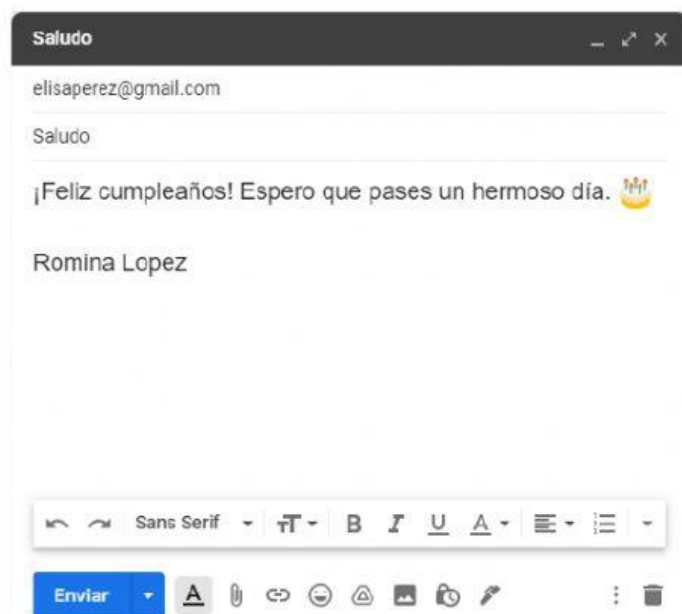 Saludo
elisaperez@gmail.com
Saludo
¡Feliz cumpleaños! Espero que pases un hermoso día. 🎂
Romina Lopez
Sans Serif
Enviar